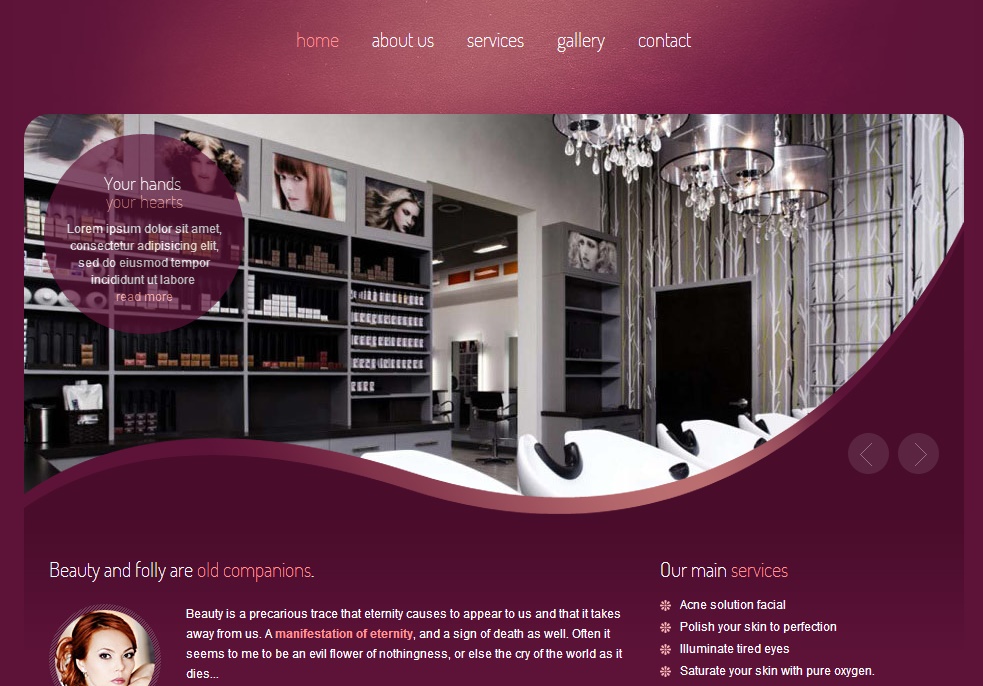 home about us services gallery contact
Your hands
your hearts
Lorem ipsum dolor sit amet,
consectetur adipisicing elit,
sed do eiusmod tempor
incididunt ut labore
read more
Beauty and folly are old companions.
Beauty is a precarious trace that eternity causes to appear to us and that it takes
away from us. A manifestation of eternity, and a sign of death as well. Often it
seems to me to be an evil flower of nothingness, or else the cry of the world as it
dies...
Our main services
Acne solution facial
Polish your skin to perfection
Illuminate tired eyes
Saturate your skin with pure oxygen.